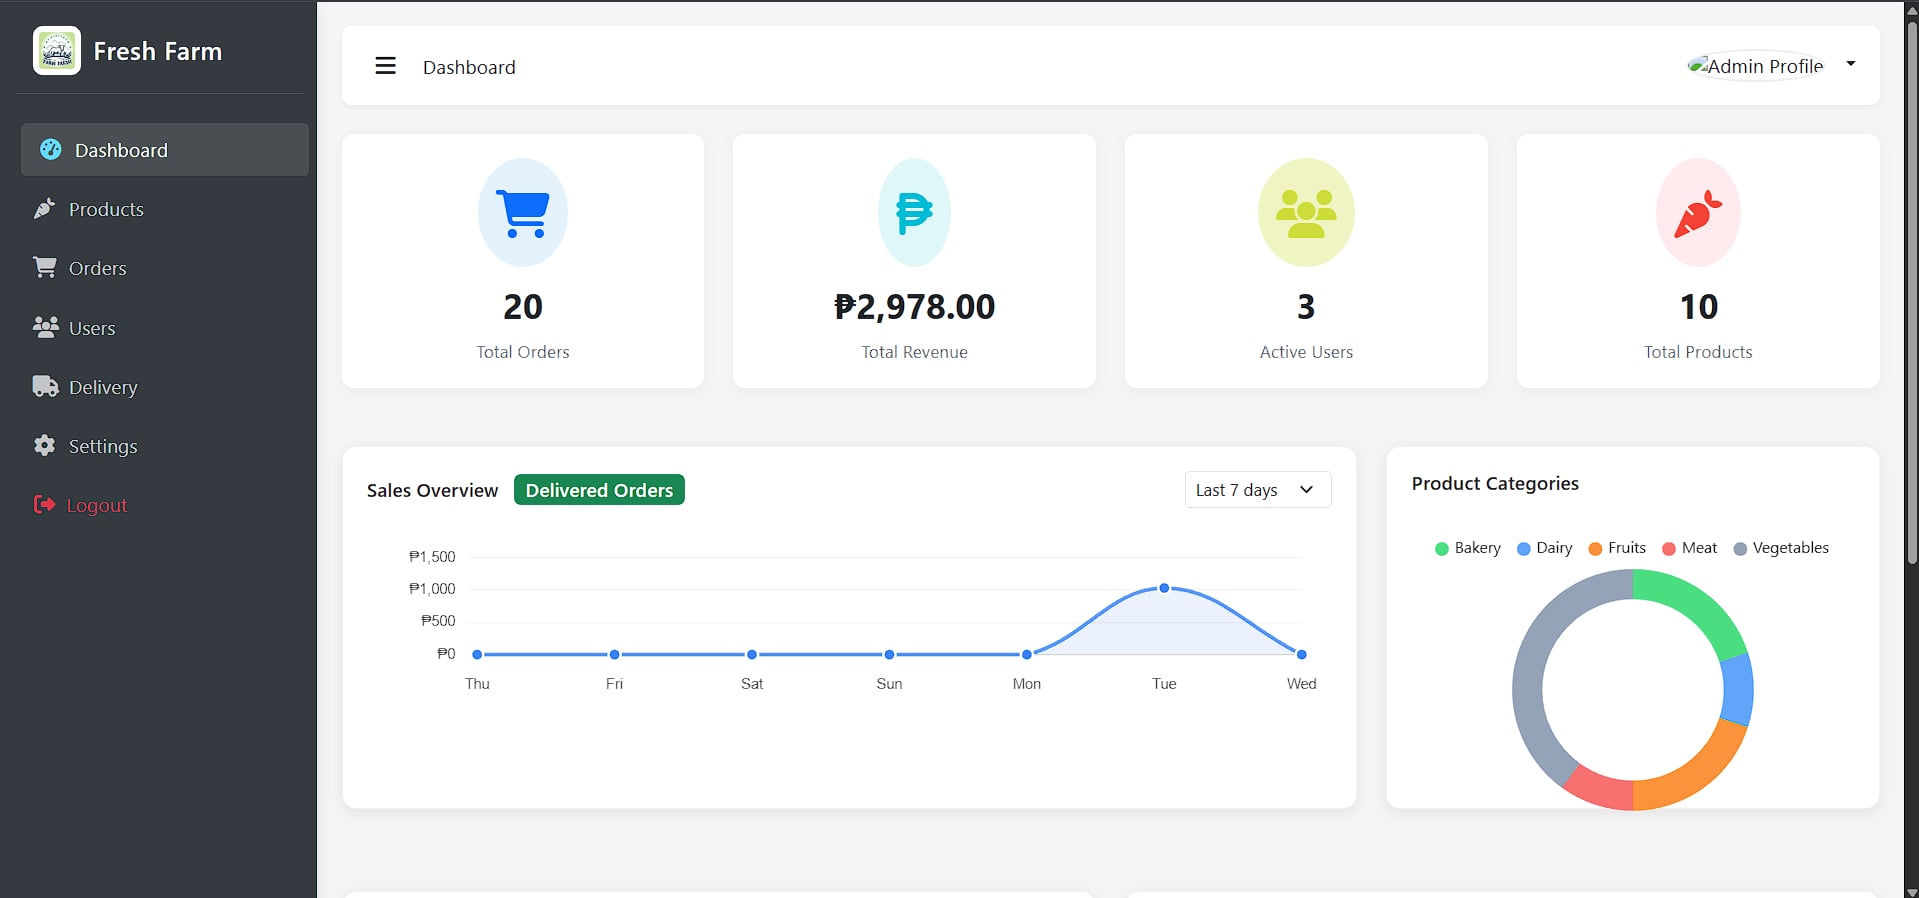 Fresh Farm
Dashboard
Products
Orders
Users
Delivery
Settings
Logout
Dashboard
Admin Profile
20
Total Orders
₱2,978.00
Total Revenue
3
Active Users
10
Total Products
Sales Overview Delivered Orders
Last 7 days
₱1,500
₱1,000
₱500
₱0
Thu Fri Sat Sun Mon Tue Wed
Product Categories
Bakery Dairy Fruits Meat Vegetables